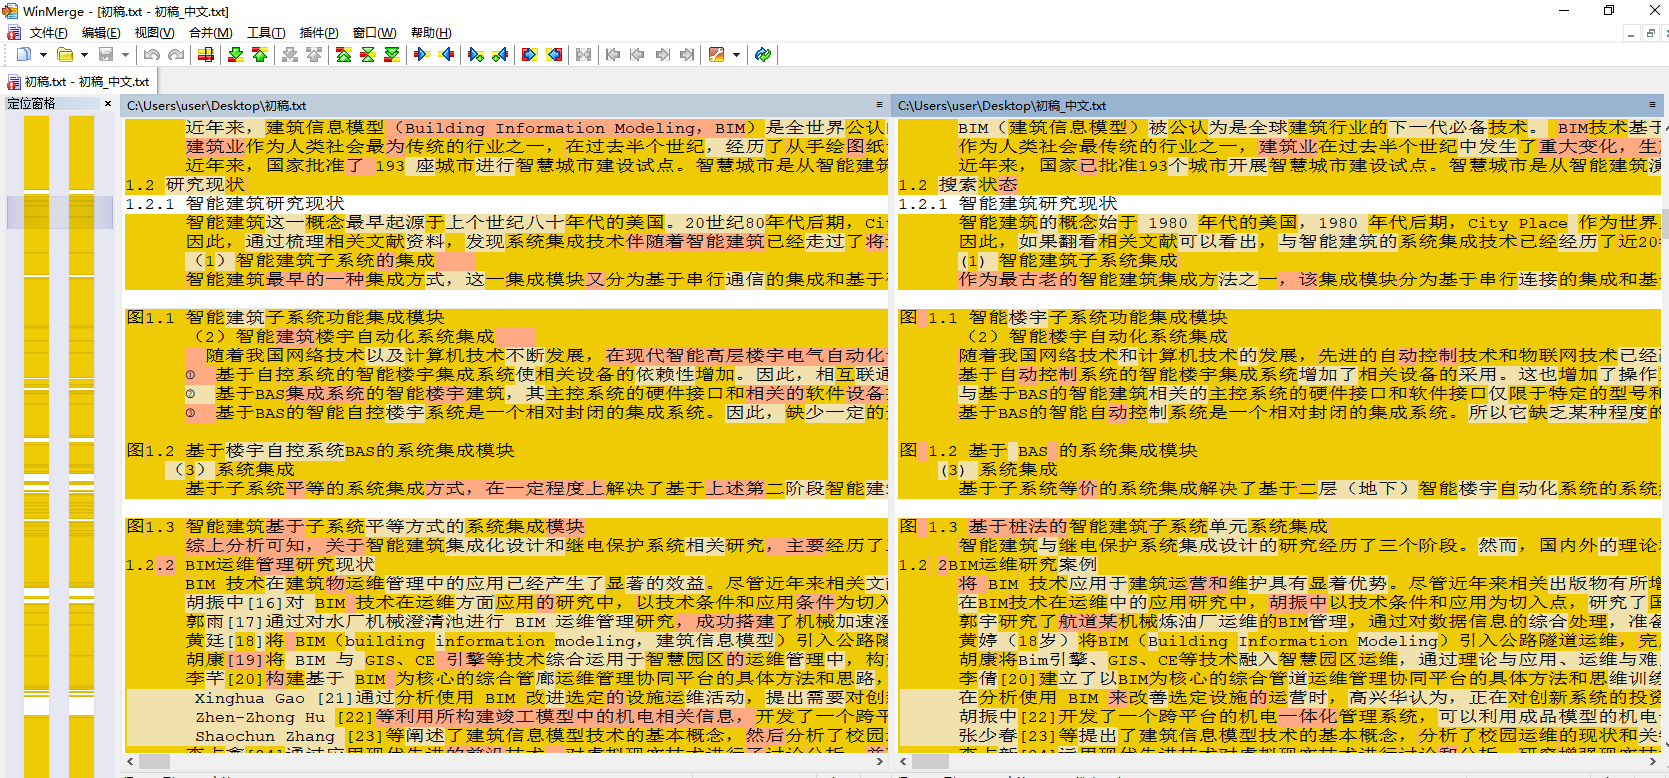 WinMerge - [初稿.txt - 初稿_中文.txt]
文件(F) 编辑(E) 视图(V) 合并(M) 工具(T) 插件(P) 窗口(W) 帮助(H)
初稿.txt - 初稿_中文.txt
定位窗格
C:\Users\user\Desktop\初稿.txt
近年来，建筑信息模型（Building Information Modeling，BIM）是全世界公认
建筑业作为人类社会最为传统的行业之一，在过去半个世纪，经历了从手绘图纸
近年来，国家批准了 193 座城市进行智慧城市建设试点。智慧城市是从智能建筑
1.2 研究现状
1.2.1 智能建筑研究现状
智能建筑这一概念最早起源于上个世纪八十年代的美国。20世纪80年代后期，Ci
因此，通过梳理相关文献资料，发现系统集成技术伴随着智能建筑已经走过了将
（1）智能建筑子系统的集成
智能建筑最早的一种集成方式，这一集成模块又分为基于串行通信的集成和基于
图1.1 智能建筑子系统功能集成模块
（2）智能建筑楼宇自动化系统集成
随着我国网络技术以及计算机技术不断发展，在现代智能高层楼宇电气自动化
① 基于自控系统的智能楼宇集成系统使相关设备的依赖性增加。因此，相互联通
② 基于BAS集成系统的智能楼宇建筑，其主控系统的硬件接口和相关的软件设备
③ 基于BAS的智能自控楼宇系统是一个相对封闭的集成系统。因此，缺少一定的
图1.2 基于楼宇自控系统BAS的系统集成模块
（3）系统集成
基于子系统平等的系统集成方式，在一定程度上解决了基于上述第二阶段智能建
图1.3 智能建筑基于子系统平等方式的系统集成模块
综上分析可知，关于智能建筑集成化设计和继电保护系统相关研究，主要经历了
1.2.2 BIM运维管理研究现状
BIM 技术在建筑物运维管理中的应用已经产生了显著的效益。尽管近年来相关文
胡振中[16]对 BIM 技术在运维方面应用的研究中，以技术条件和应用条件为切入
郭雨[17]通过对水厂机械澄清池进行 BIM 运维管理研究，成功搭建了机械加速澄
黄廷[18]将 BIM（building information modeling，建筑信息模型）引入公路隧
胡康[19]将 BIM 与 GIS、CE 引擎等技术综合运用于智慧园区的运维管理中，构
李芊[20]构建基于 BIM 为核心的综合管廊运维管理协同平台的具体方法和思路，
Xinghua Gao [21]通过分析使用 BIM 改进选定的设施运维活动，提出需要对创
Zhen-Zhong Hu [22]等利用所构建竣工模型中的机电相关信息，开发了一个跨
Shaochun Zhang [23]等阐述了建筑信息模型技术的基本概念，然后分析了校园
C:\Users\user\Desktop\初稿_中文.txt
BIM（建筑信息模型）被公认为是全球建筑行业的下一代必备技术。 BIM技术基于
作为人类社会最传统的行业之一，建筑业在过去半个世纪中发生了重大变化，生
近年来，国家已批准193个城市开展智慧城市建设试点。智慧城市是从智能建筑演
1.2 搜索状态
1.2.1 智能建筑研究现状
智能建筑的概念始于 1980 年代的美国，1980 年代后期，City Place 作为世界
因此，如果翻看相关文献可以看出，与智能建筑的系统集成技术已经经历了近20
(1) 智能建筑子系统集成
作为最古老的智能建筑集成方法之一，该集成模块分为基于串行连接的集成和基
图 1.1 智能楼宇子系统功能集成模块
（2）智能楼宇自动化系统集成
随着我国网络技术和计算机技术的发展，先进的自动控制技术和物联网技术已经
基于自动控制系统的智能楼宇集成系统增加了相关设备的采用。这也增加了操作
与基于BAS的智能建筑相关的主控系统的硬件接口和软件接口仅限于特定的型号和
基于BAS的智能自动控制系统是一个相对封闭的集成系统。所以它缺乏某种程度的
图 1.2 基于 BAS 的系统集成模块
(3) 系统集成
基于子系统等价的系统集成解决了基于二层（地下）智能楼宇自动化系统的系统
图 1.3 基于桩法的智能建筑子系统单元系统集成
智能建筑与继电保护系统集成设计的研究经历了三个阶段。然而，国内外的理论
1.2 2BIM运维研究案例
将 BIM 技术应用于建筑运营和维护具有显着优势。尽管近年来相关出版物有所增
在BIM技术在运维中的应用研究中，胡振中以技术条件和应用为切入点，研究了国
郭宇研究了航道某机械炼油厂运维的BIM管理，通过对数据信息的综合处理，准备
黄婷（18岁）将BIM（Building Information Modeling）引入公路隧道运维，完
胡康将Bim引擎、GIS、CE等技术融入智慧园区运维，通过理论与应用、运维与难
李倩[20]建立了以BIM为核心的综合管道运维管理协同平台的具体方法和思维训练
在分析使用 BIM 来改善选定设施的运营时，高兴华认为，正在对创新系统的投资
胡振中[22]开发了一个跨平台的机电一体化管理系统，可以利用成品模型的机电
张少春[23]等提出了建筑信息模型技术的基本概念，分析了校园运维的现状和关